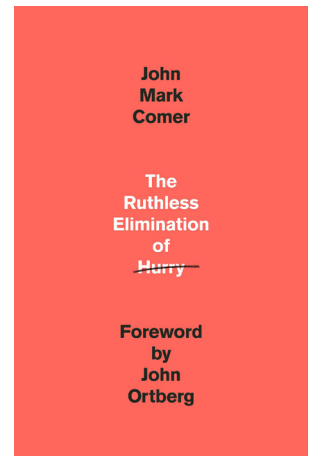 John
Mark
Comer
The
Ruthless
Elimination
of
Hurry
Foreword
by
John
Ortberg